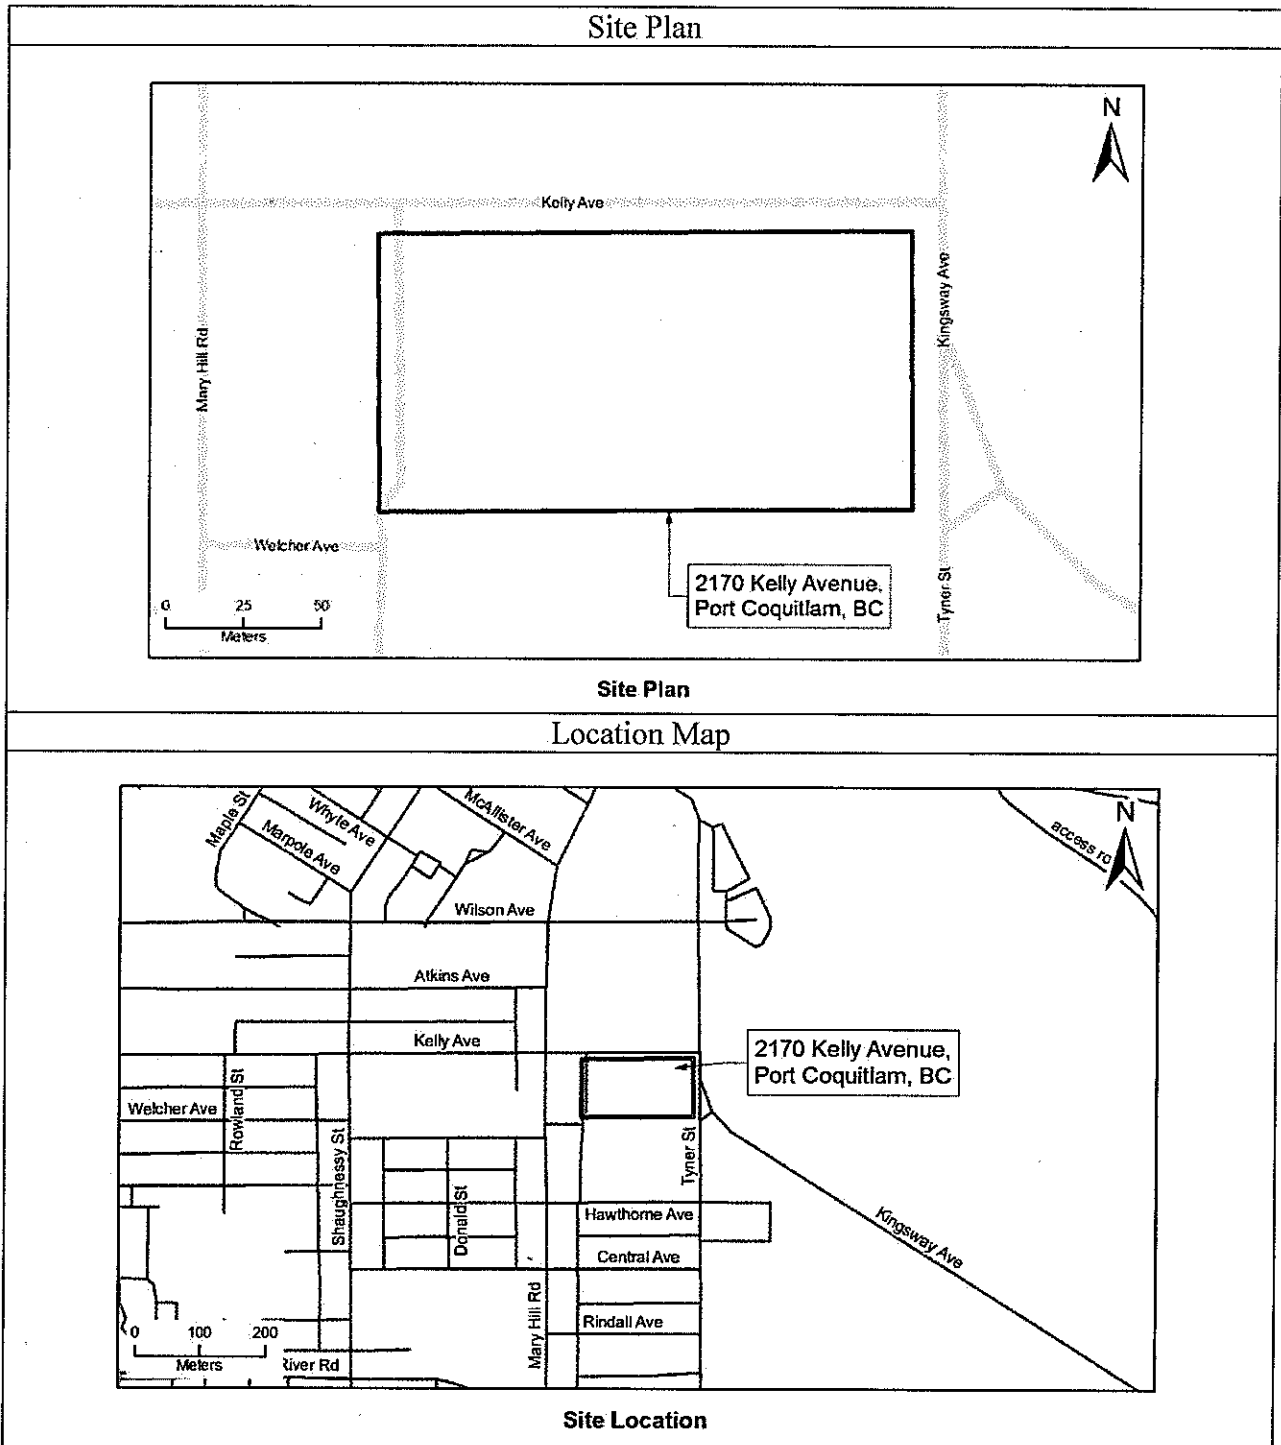 Site Plan
N
Kelly Ave
Kingsway Ave
Mary Hill Rd
Welcher Ave
2170 Kelly Avenue,
Port Coquitlam, BC
Tyner St
0 25 50
Meters
Site Plan
Location Map
Maple St
Whyte Ave
McAllister Ave
Marpole Ave
N
access ro
Wilson Ave
Atkins Ave
Kelly Ave
2170 Kelly Avenue,
Port Coquitlam, BC
Rowland St
Welcher Ave
Shaughnessy St
Donald St
Tyner St
Hawthorne Ave
Kingsway Ave
Central Ave
Mary Hill Rd
Rindall Ave
0 100 200
Meters
River Rd
Site Location